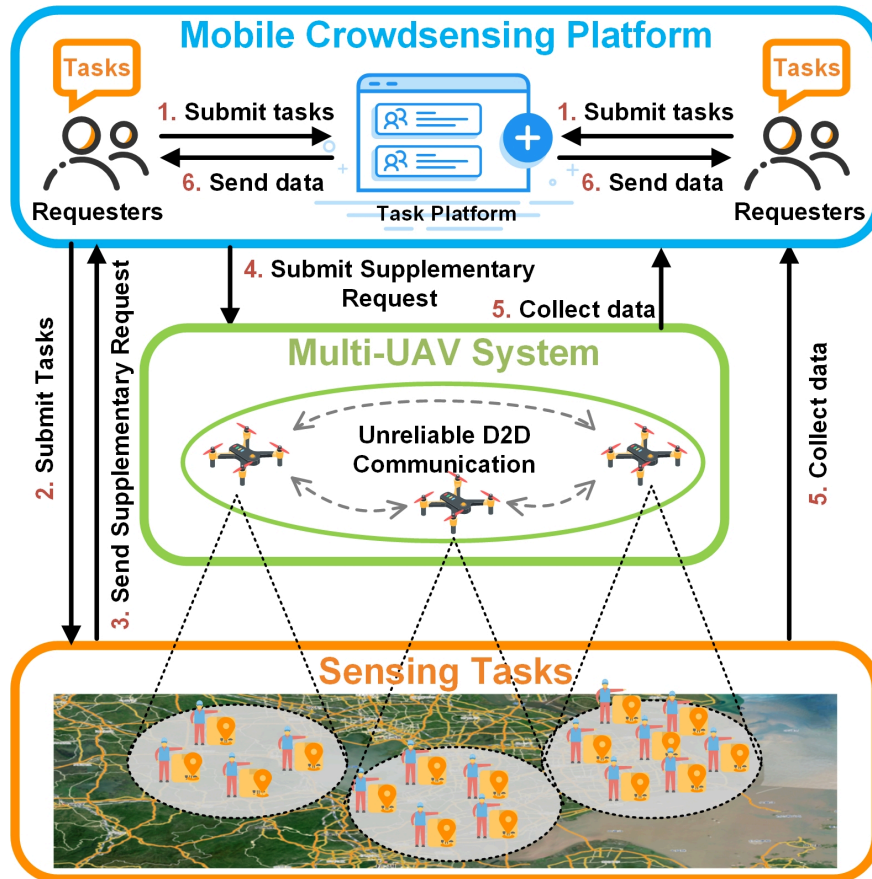 Mobile Crowdsensing Platform
Tasks
Tasks
1. Submit tasks
1. Submit tasks
6. Send data
6. Send data
Requesters
Task Platform
Requesters
4. Submit Supplementary
Request
5. Collect data
2. Submit Tasks
3. Send Supplementary Request
5. Collect data
Multi-UAV System
Unreliable D2D
Communication
Sensing Tasks